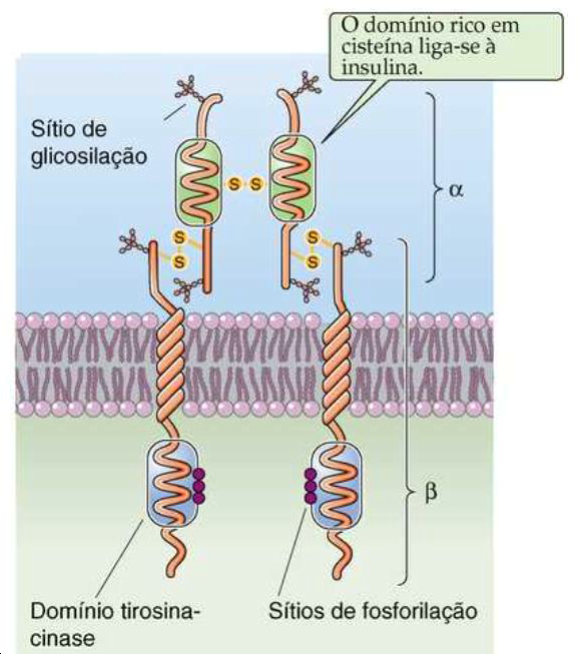 O domínio rico em
cisteína liga-se à
insulina.
Sítio de
glicosilação
S S
α
S S
S S
β
Domínio tirosina-
cinase
Sítios de fosforilação